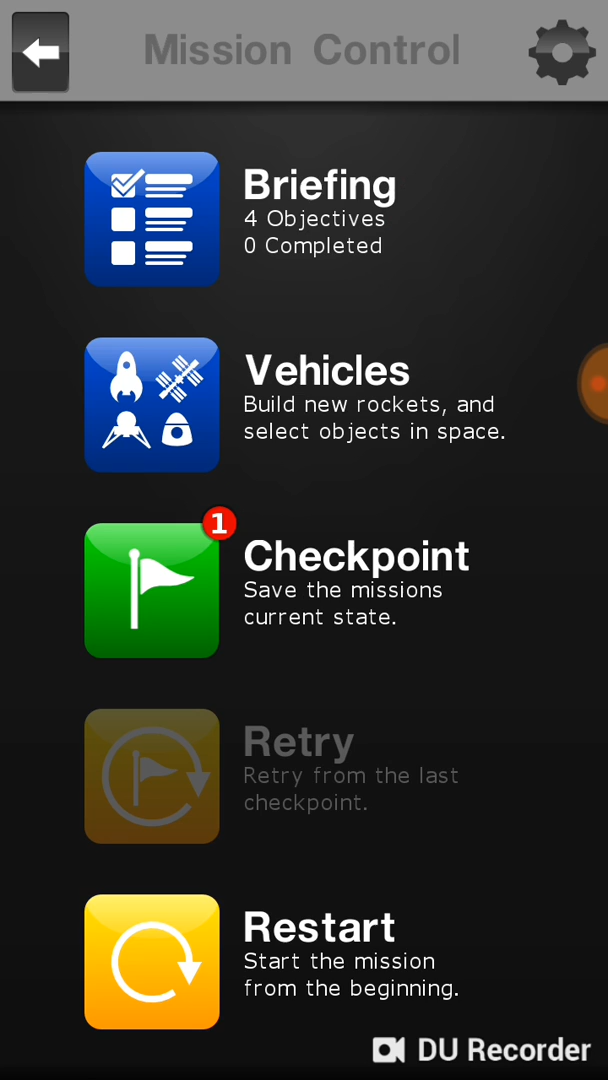 Mission Control
Briefing
4 Objectives
0 Completed
Vehicles
Build new rockets, and
select objects in space.
1
Checkpoint
Save the missions
current state.
Retry
Retry from the last
checkpoint.
Restart
Start the mission
from the beginning.
DU Recorder